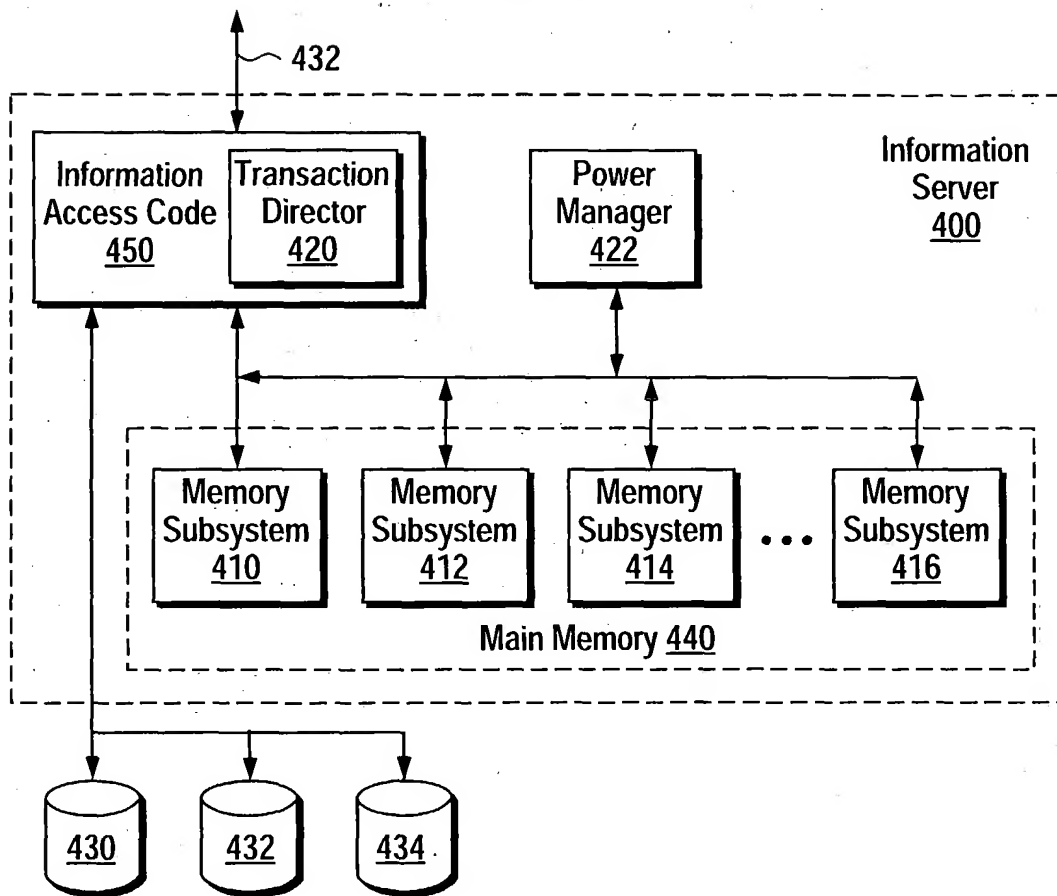 432
Information
Access Code
450
Transaction
Director
420
Power
Manager
422
Information
Server
400
Memory
Subsystem
410
Memory
Subsystem
412
Memory
Subsystem
414
•••
Memory
Subsystem
416
Main Memory 440
430
432
434